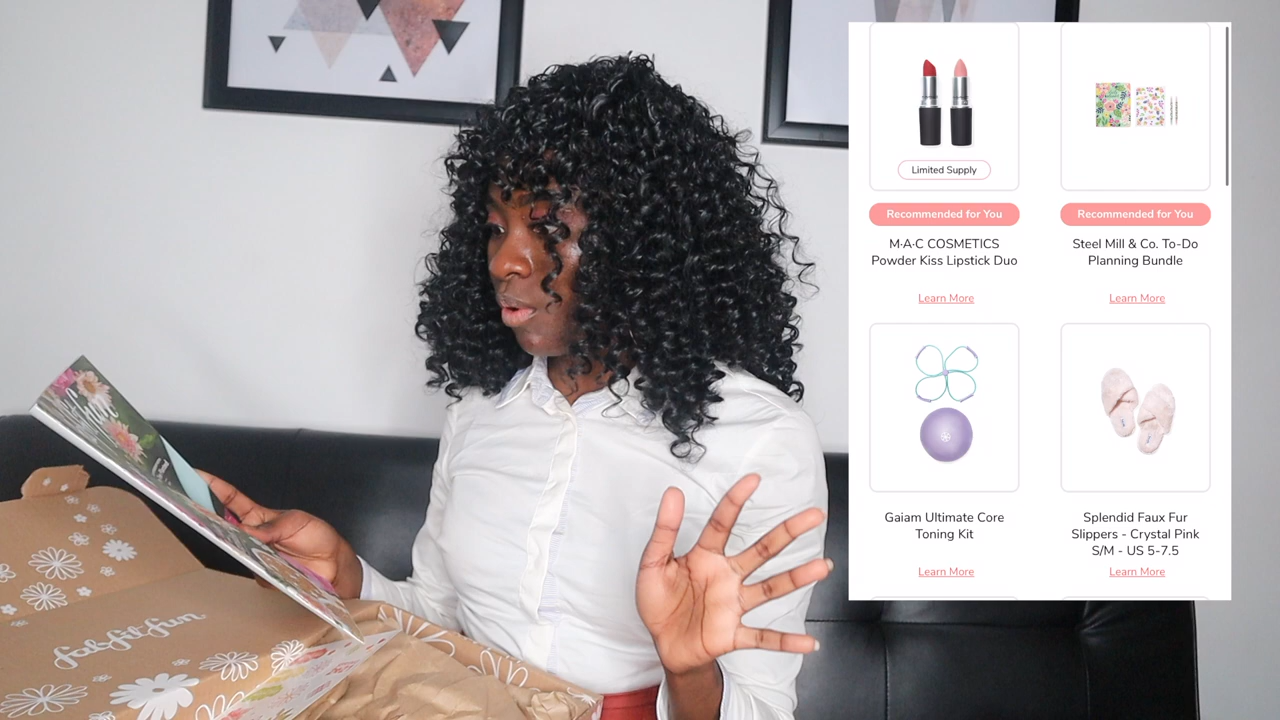 fabfitfun
Limited Supply
Recommended for You
M·A·C COSMETICS
Powder Kiss Lipstick Duo
Learn More
Recommended for You
Steel Mill & Co. To-Do
Planning Bundle
Learn More
Gaiam Ultimate Core
Toning Kit
Learn More
Splendid Faux Fur
Slippers - Crystal Pink
S/M - US 5-7.5
Learn More